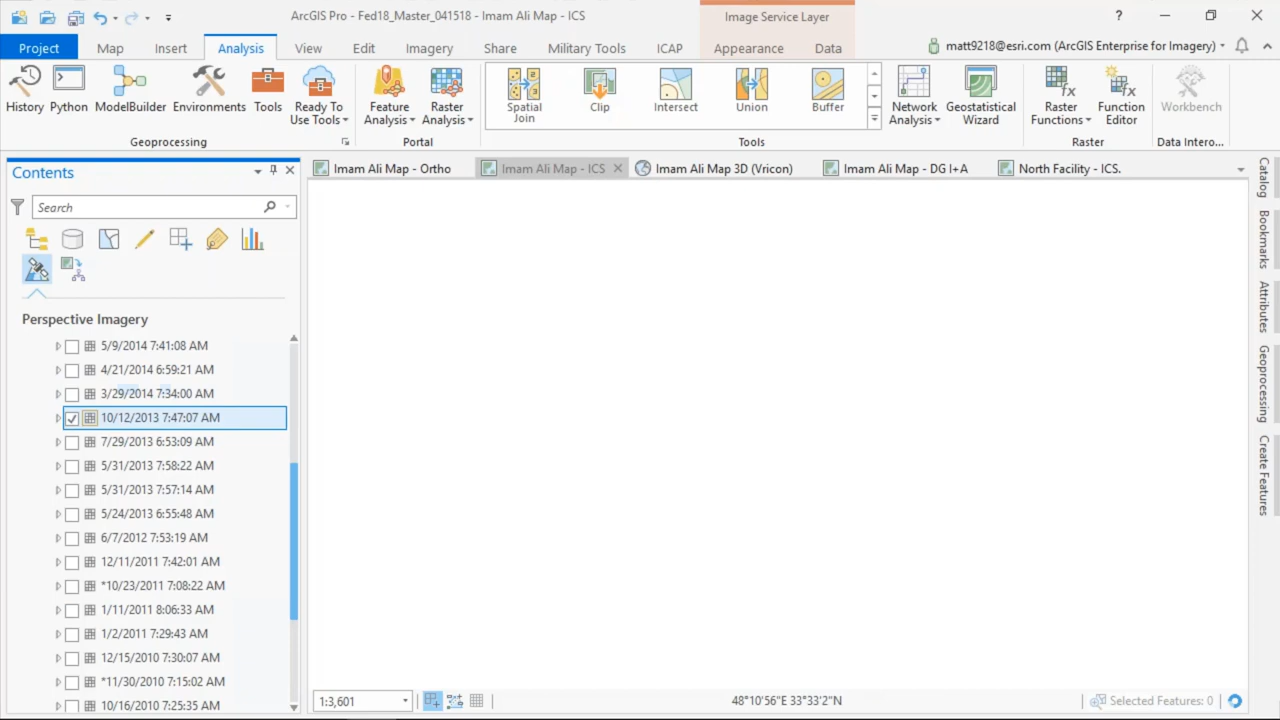 ArcGIS Pro - Fed18_Master_041518 - Imam Ali Map - ICS
Image Service Layer
?
Project
Map
Insert
Analysis
View
Edit
Imagery
Share
Military Tools
ICAP
Appearance
Data
matt9218@esri.com (ArcGIS Enterprise for Imagery)
History
Python
ModelBuilder
Environments
Tools
Ready To
Use Tools
Feature
Analysis
Raster
Analysis
Spatial
Join
Clip
Intersect
Union
Buffer
Network
Analysis
Geostatistical
Wizard
Raster
Functions
Function
Editor
Workbench
Geoprocessing
Portal
Tools
Raster
Data Intero...
Contents
Imam Ali Map - Ortho
Imam Ali Map - ICS
Imam Ali Map 3D (Vricon)
Imam Ali Map - DG I+A
North Facility - ICS.
Search
Perspective Imagery
5/9/2014 7:41:08 AM
4/21/2014 6:59:21 AM
3/29/2014 7:34:00 AM
10/12/2013 7:47:07 AM
7/29/2013 6:53:09 AM
5/31/2013 7:58:22 AM
5/31/2013 7:57:14 AM
5/24/2013 6:55:48 AM
6/7/2012 7:53:19 AM
12/11/2011 7:42:01 AM
*10/23/2011 7:08:22 AM
1/11/2011 8:06:33 AM
1/2/2011 7:29:43 AM
12/15/2010 7:30:07 AM
*11/30/2010 7:15:02 AM
10/16/2010 7:25:35 AM
Catalog
Bookmarks
Attributes
Geoprocessing
Create Features
1:3,601
48°10'56"E 33°33'2"N
Selected Features: 0